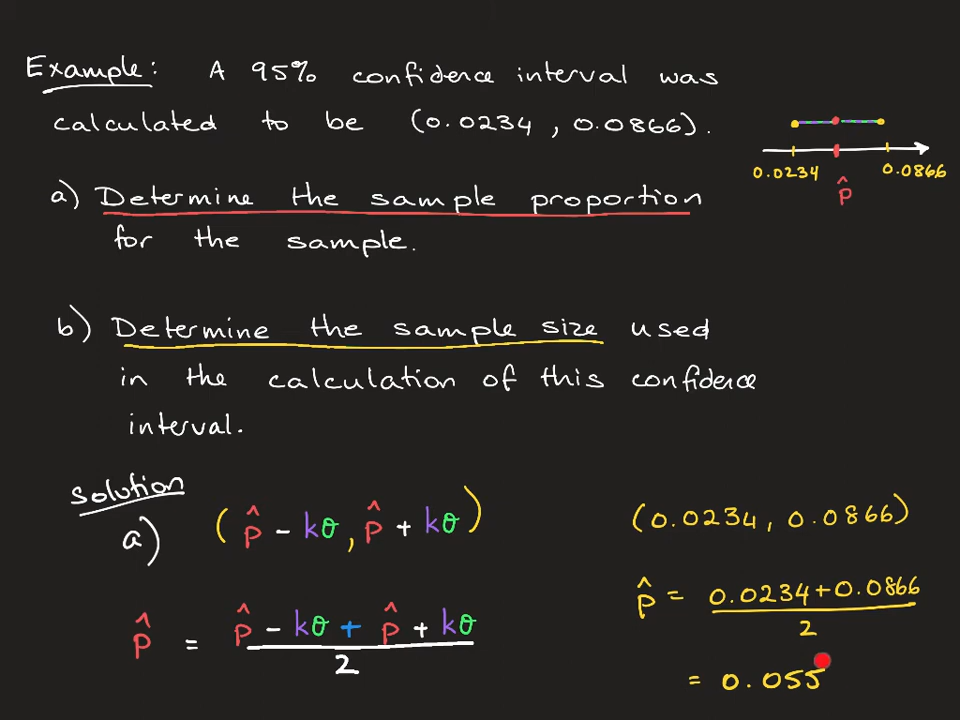 Example: A 95% confidence interval was
calculated to be (0.0234, 0.0866).
0.0234 0.0866
p̂
a) Determine the sample proportion
for the sample.
b) Determine the sample size used
in the calculation of this confidence
interval.
solution
a) (p̂ - kσ, p̂ + kσ)
p̂ = p̂ - kσ + p̂ + kσ
2
(0.0234, 0.0866)
p̂ = 0.0234+0.0866
2
= 0.055